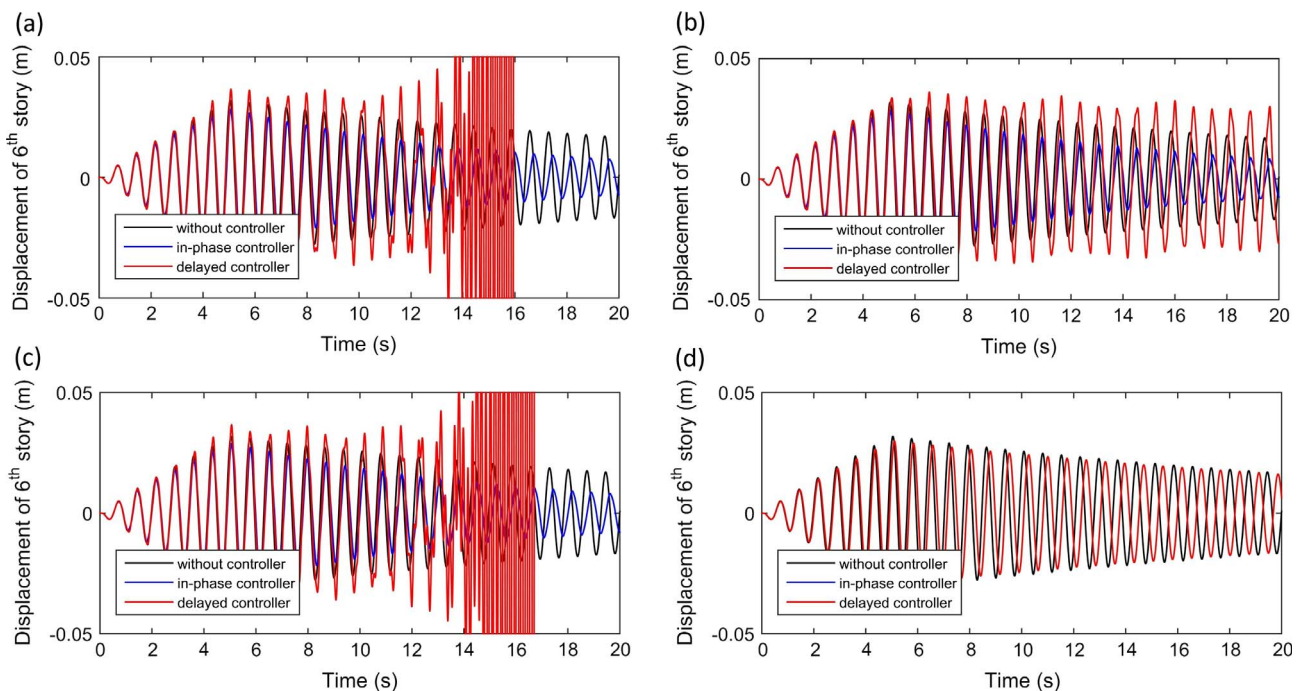 (a)
Displacement of 6th story (m)
0.05
0
-0.05
without controller
in-phase controller
delayed controller
0 2 4 6 8 10 12 14 16 18 20
Time (s)
(b)
Displacement of 6th story (m)
0.05
0
-0.05
without controller
in-phase controller
delayed controller
0 2 4 6 8 10 12 14 16 18 20
Time (s)
(c)
Displacement of 6th story (m)
0.05
0
-0.05
without controller
in-phase controller
delayed controller
0 2 4 6 8 10 12 14 16 18 20
Time (s)
(d)
Displacement of 6th story (m)
0.05
0
-0.05
without controller
in-phase controller
delayed controller
0 2 4 6 8 10 12 14 16 18 20
Time (s)